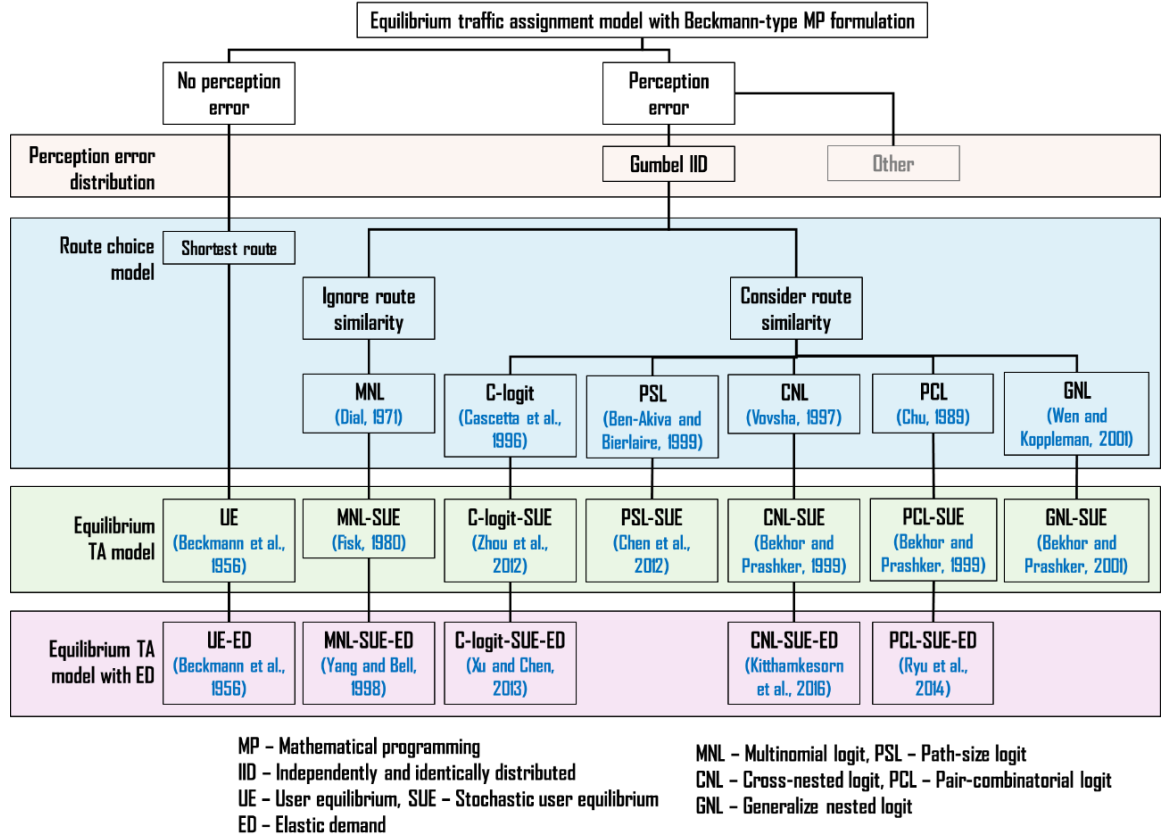 Equilibrium traffic assignment model with Beckmann-type MP formulation
No perception
error
Perception
error
Perception error
distribution
Gumbel IID
Other
Route choice
model
Shortest route
Ignore route
similarity
Consider route
similarity
MNL
(Dial, 1971)
C-logit
(Cascetta et al.,
1996)
PSL
(Ben-Akiva and
Bierlaire, 1999)
CNL
(Vovsha, 1997)
PCL
(Chu, 1989)
GNL
(Wen and
Koppleman, 2001)
Equilibrium
TA model
UE
(Beckmann et al.,
1956)
MNL-SUE
(Fisk, 1980)
C-logit-SUE
(Zhou et al.,
2012)
PSL-SUE
(Chen et al.,
2012)
CNL-SUE
(Bekhor and
Prashker, 1999)
PCL-SUE
(Bekhor and
Prashker, 1999)
GNL-SUE
(Bekhor and
Prashker, 2001)
Equilibrium TA
model with ED
UE-ED
(Beckmann et al.,
1956)
MNL-SUE-ED
(Yang and Bell,
1998)
C-logit-SUE-ED
(Xu and Chen,
2013)
CNL-SUE-ED
(Kitthamkesorn
et al., 2016)
PCL-SUE-ED
(Ryu et al.,
2014)
MP – Mathematical programming
IID – Independently and identically distributed
UE – User equilibrium, SUE – Stochastic user equilibrium
ED – Elastic demand
MNL – Multinomial logit, PSL – Path-size logit
CNL – Cross-nested logit, PCL – Pair-combinatorial logit
GNL – Generalize nested logit